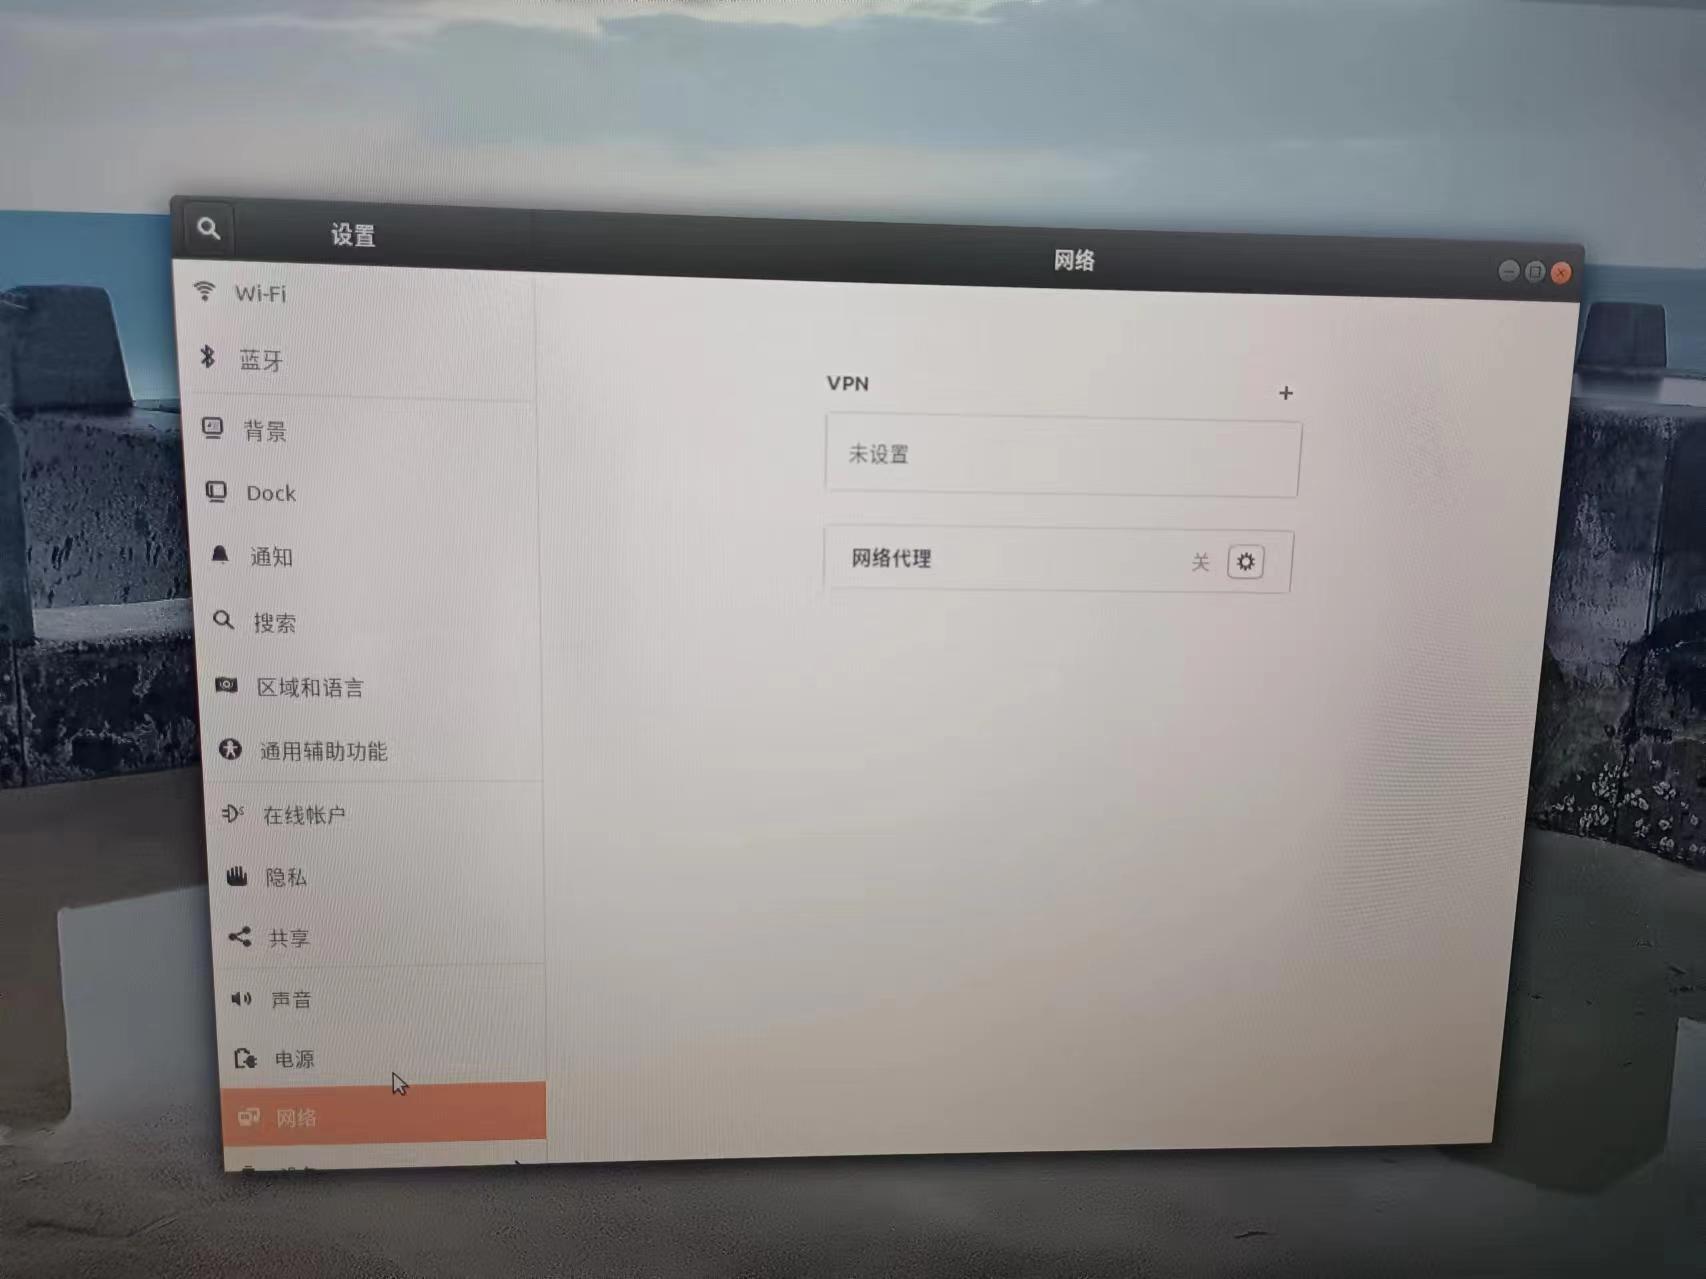 设置
网络
Wi-Fi
蓝牙
背景
Dock
通知
搜索
区域和语言
通用辅助功能
在线帐户
隐私
共享
声音
电源
网络
VPN
+
未设置
网络代理
关